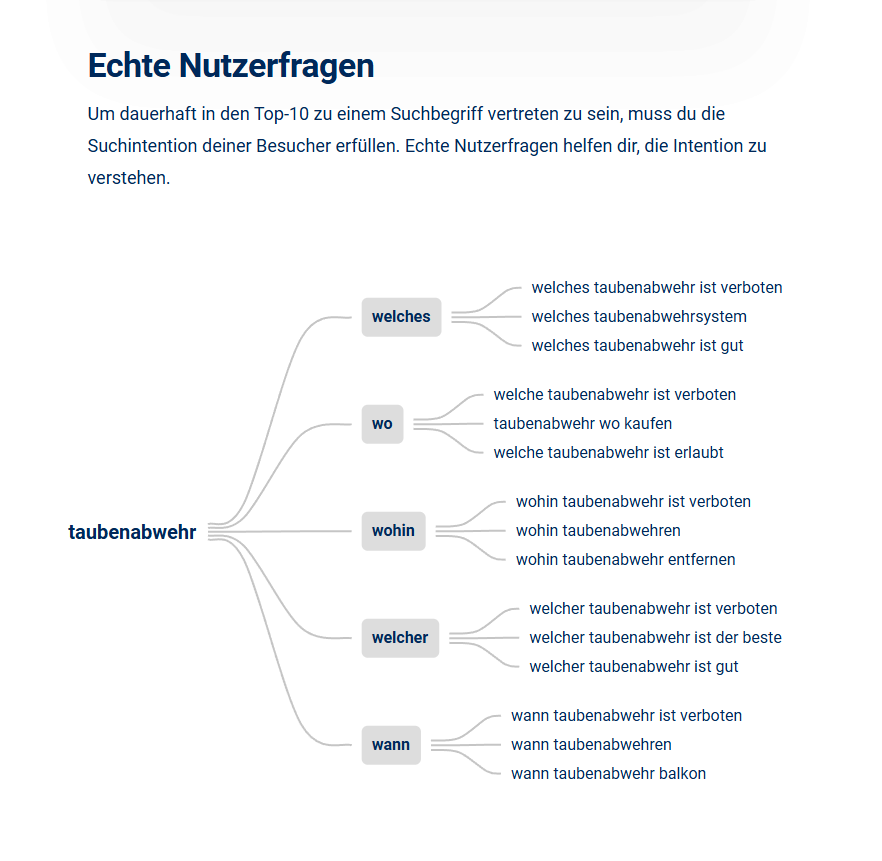 Echte Nutzerfragen
Um dauerhaft in den Top-10 zu einem Suchbegriff vertreten zu sein, muss du die
Suchintention deiner Besucher erfüllen. Echte Nutzerfragen helfen dir, die Intention zu
verstehen.
taubenabwehr
welches
welches taubenabwehr ist verboten
welches taubenabwehrsystem
welches taubenabwehr ist gut
wo
welche taubenabwehr ist verboten
taubenabwehr wo kaufen
welche taubenabwehr ist erlaubt
wohin
wohin taubenabwehr ist verboten
wohin taubenabwehren
wohin taubenabwehr entfernen
welcher
welcher taubenabwehr ist verboten
welcher taubenabwehr ist der beste
welcher taubenabwehr ist gut
wann
wann taubenabwehr ist verboten
wann taubenabwehren
wann taubenabwehr balkon